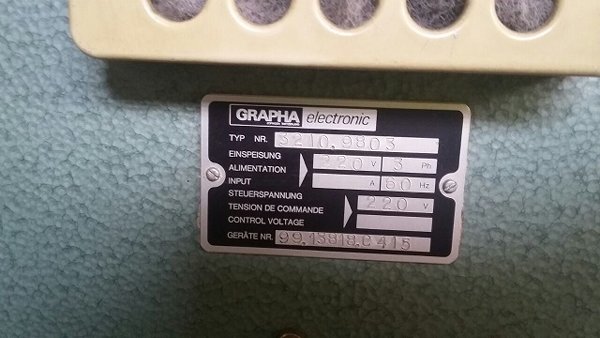 GRAPHA electronic
TYP NR. 3210.9803
EINSPEISUNG 220 V 3 Ph
ALIMENTATION
INPUT A 60 Hz
STEUERSPANNUNG
TENSION DE COMMANDE 220 V
CONTROL VOLTAGE
GERÄTE NR. 99.15818.0415